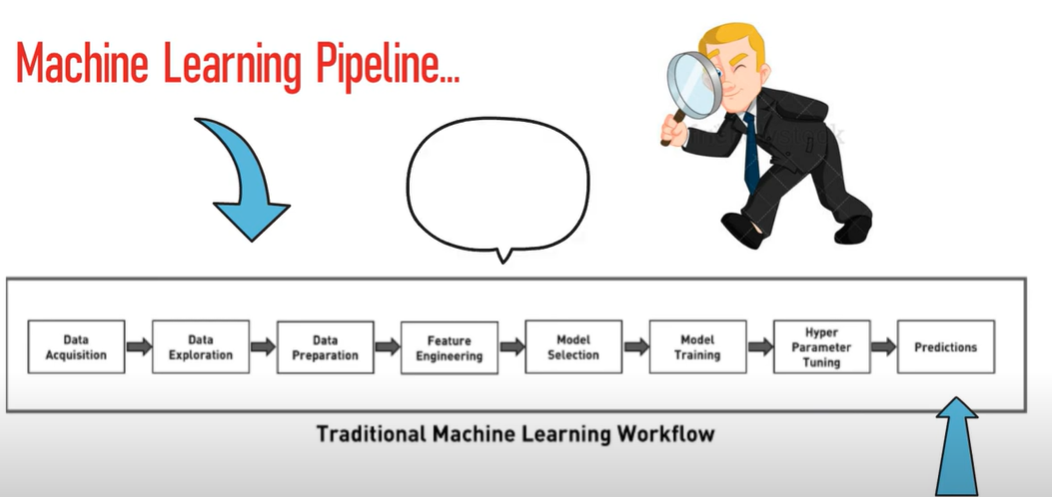 Machine Learning Pipeline...
Data
Acquisition
Data
Exploration
Data
Preparation
Feature
Engineering
Model
Selection
Model
Training
Hyper
Parameter
Tuning
Predictions
Traditional Machine Learning Workflow